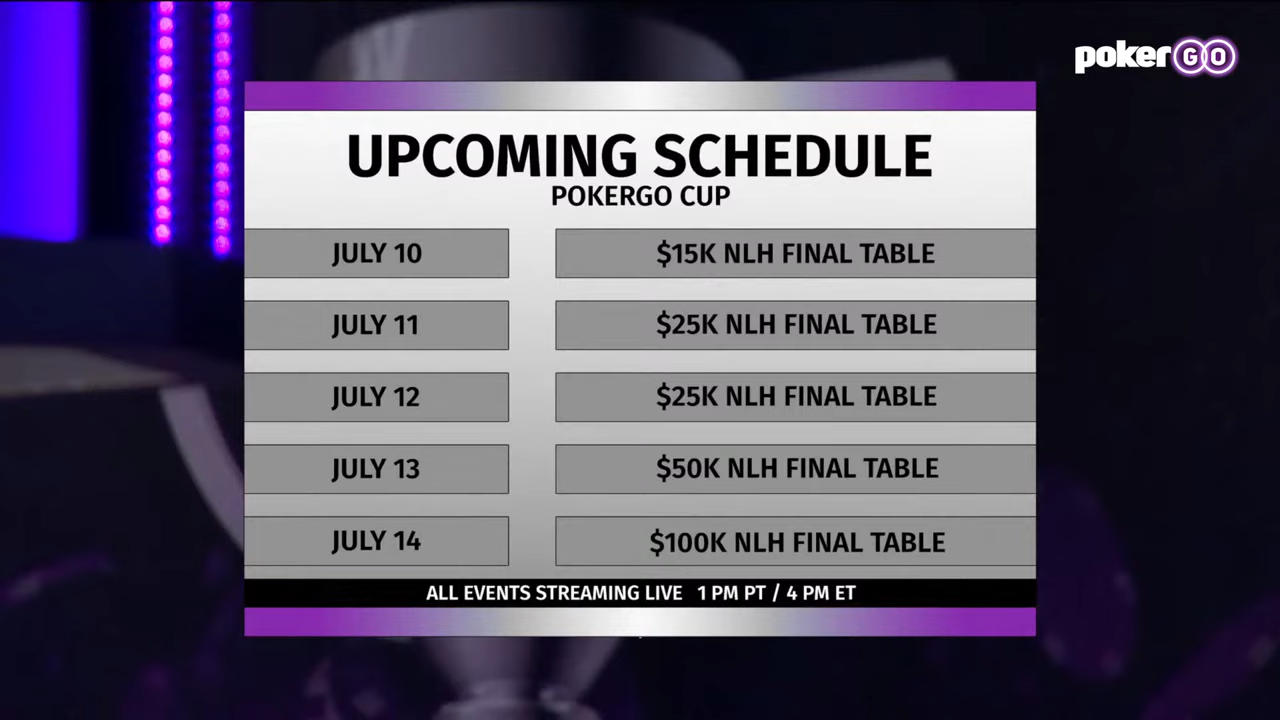 pokerGO
UPCOMING SCHEDULE
POKERGO CUP
JULY 10 $15K NLH FINAL TABLE
JULY 11 $25K NLH FINAL TABLE
JULY 12 $25K NLH FINAL TABLE
JULY 13 $50K NLH FINAL TABLE
JULY 14 $100K NLH FINAL TABLE
ALL EVENTS STREAMING LIVE 1 PM PT / 4 PM ET